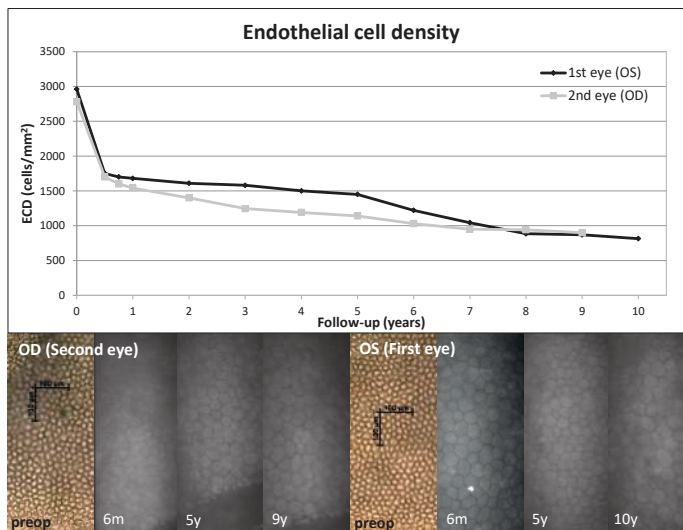 Endothelial cell density
3500
3000
2500
2000
1500
1000
500
0
ECD (cells/mm²)
1st eye (OS)
2nd eye (OD)
0 1 2 3 4 5 6 7 8 9 10
Follow-up (years)
OD (Second eye)
OS (First eye)
100 µm
preop
6m
5y
9y
preop
6m
5y
10y